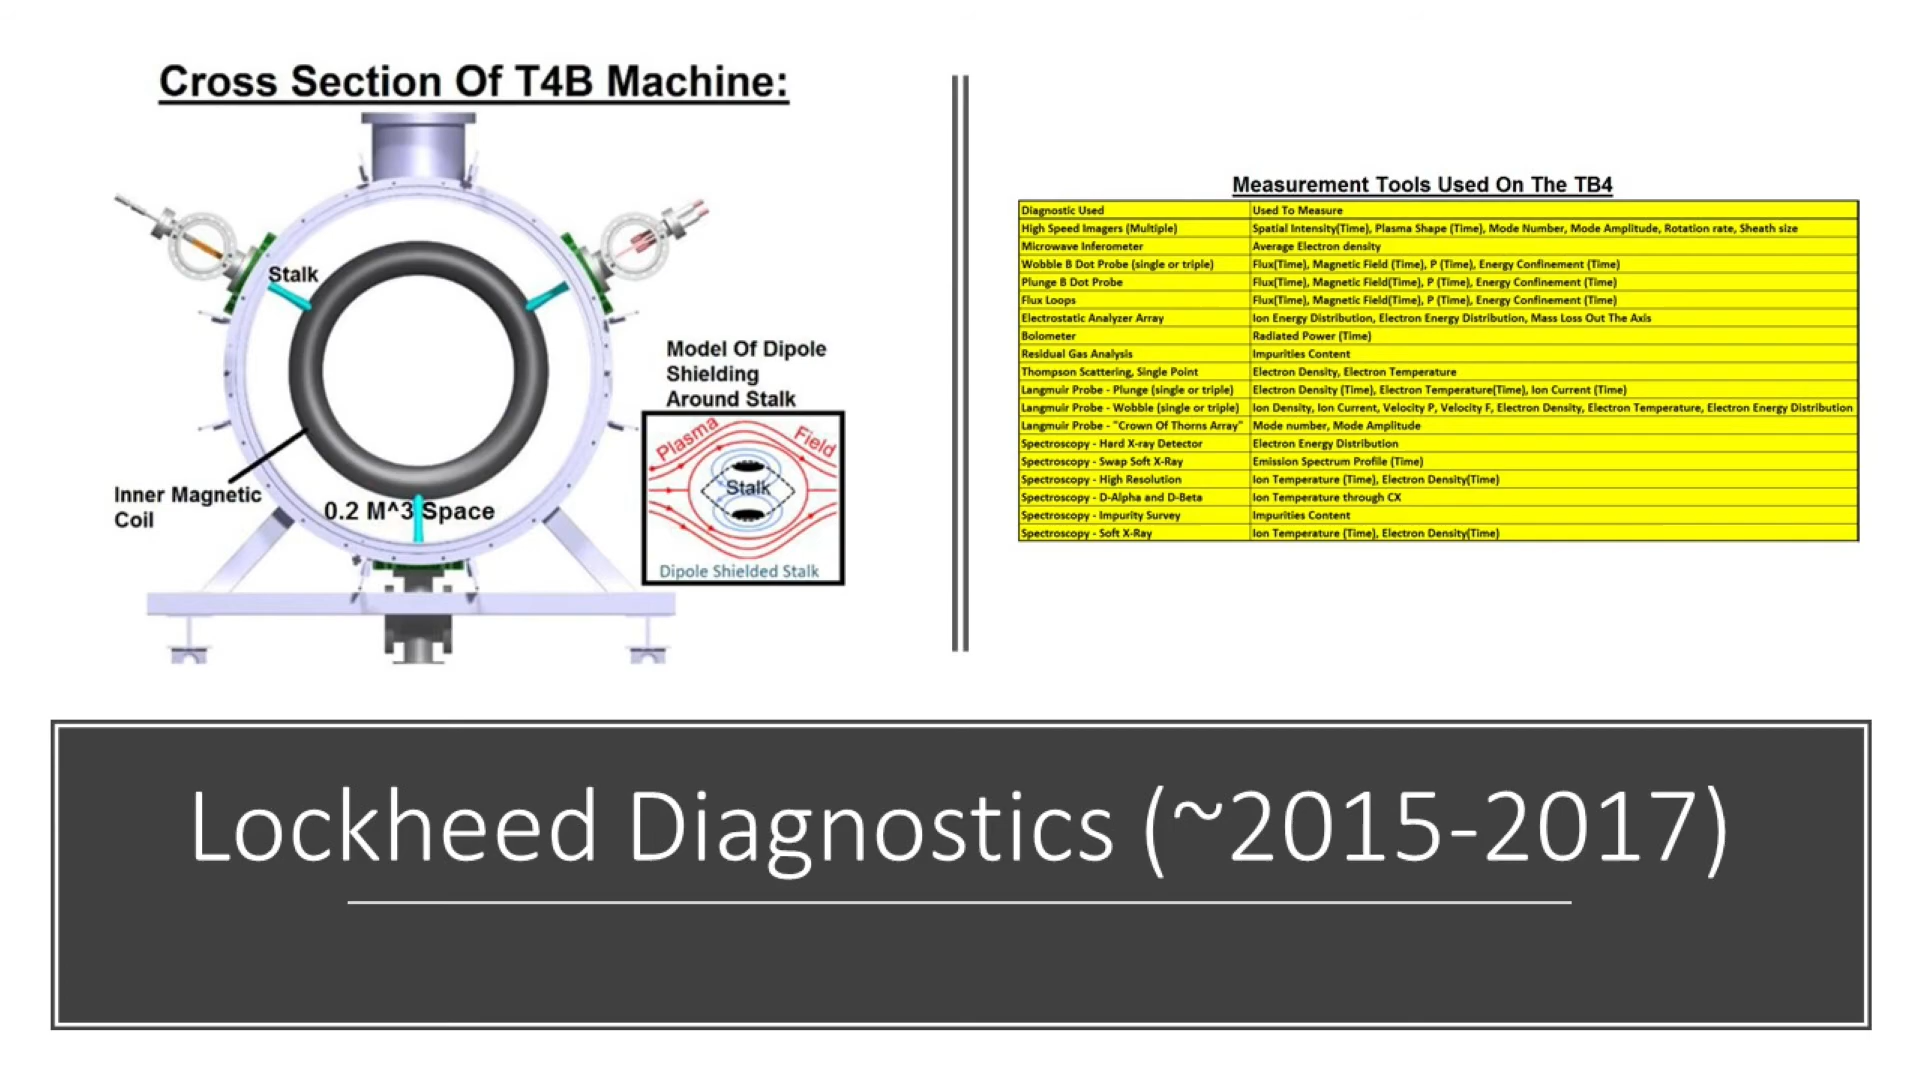 Cross Section Of T4B Machine:
Stalk
Model Of Dipole
Shielding
Around Stalk
Plasma
Field
Stalk
Dipole Shielded Stalk
Inner Magnetic
Coil
0.2 M^3 Space
Measurement Tools Used On The TB4
Diagnostic Used Used To Measure
High Speed Imagers (Multiple) Spatial Intensity(Time), Plasma Shape (Time), Mode Number, Mode Amplitude, Rotation rate, Sheath size
Microwave Inferometer Average Electron density
Wobble B Dot Probe (single or triple) Flux(Time), Magnetic Field (Time), P (Time), Energy Confinement (Time)
Plunge B Dot Probe Flux(Time), Magnetic Field(Time), P (Time), Energy Confinement (Time)
Flux Loops Flux(Time), Magnetic Field(Time), P (Time), Energy Confinement (Time)
Electrostatic Analyzer Array Ion Energy Distribution, Electron Energy Distribution, Mass Loss Out The Axis
Bolometer Radiated Power (Time)
Residual Gas Analysis Impurities Content
Thompson Scattering, Single Point Electron Density, Electron Temperature
Langmuir Probe - Plunge (single or triple) Electron Density (Time), Electron Temperature(Time), Ion Current (Time)
Langmuir Probe - Wobble (single or triple) Ion Density, Ion Current, Velocity P, Velocity F, Electron Density, Electron Temperature, Electron Energy Distribution
Langmuir Probe - "Crown Of Thorns Array" Mode number, Mode Amplitude
Spectroscopy - Hard X-ray Detector Electron Energy Distribution
Spectroscopy - Swap Soft X-Ray Emission Spectrum Profile (Time)
Spectroscopy - High Resolution Ion Temperature (Time), Electron Density(Time)
Spectroscopy - D-Alpha and D-Beta Ion Temperature through CX
Spectroscopy - Impurity Survey Impurities Content
Spectroscopy - Soft X-Ray Ion Temperature (Time), Electron Density(Time)
Lockheed Diagnostics (~2015-2017)